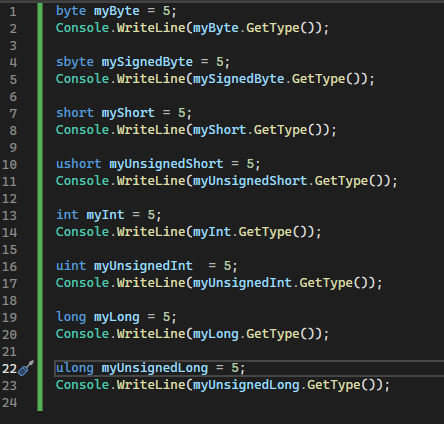 1 byte myByte = 5;
2 Console.WriteLine(myByte.GetType());
3
4 sbyte mySignedByte = 5;
5 Console.WriteLine(mySignedByte.GetType());
6
7 short myShort = 5;
8 Console.WriteLine(myShort.GetType());
9
10 ushort myUnsignedShort = 5;
11 Console.WriteLine(myUnsignedShort.GetType());
12
13 int myInt = 5;
14 Console.WriteLine(myInt.GetType());
15
16 uint myUnsignedInt  = 5;
17 Console.WriteLine(myUnsignedInt.GetType());
18
19 long myLong = 5;
20 Console.WriteLine(myLong.GetType());
21
22 ulong myUnsignedLong = 5;
23 Console.WriteLine(myUnsignedLong.GetType());
24